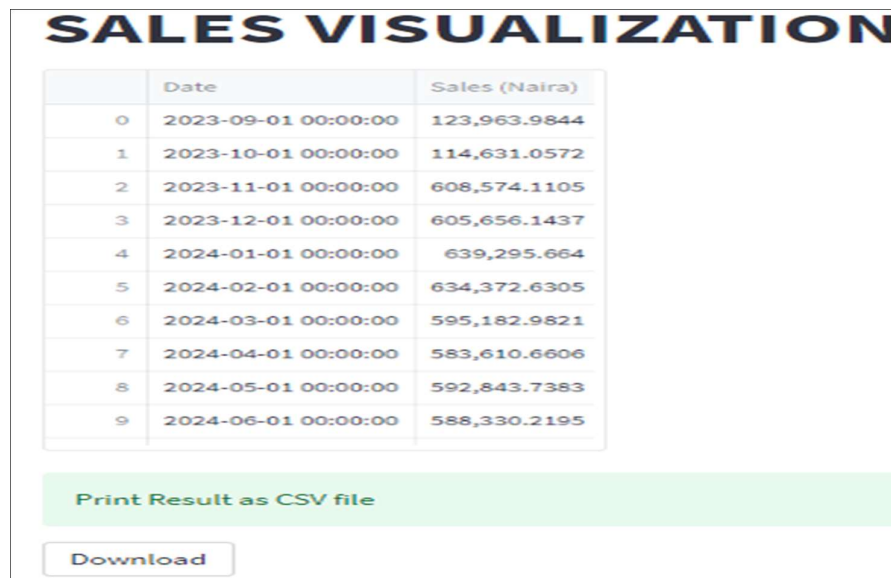 SALES VISUALIZATION
Date Sales (Naira)
0 2023-09-01 00:00:00 123,963.9844
1 2023-10-01 00:00:00 114,631.0572
2 2023-11-01 00:00:00 608,574.1105
3 2023-12-01 00:00:00 605,656.1437
4 2024-01-01 00:00:00 639,295.664
5 2024-02-01 00:00:00 634,372.6305
6 2024-03-01 00:00:00 595,182.9821
7 2024-04-01 00:00:00 583,610.6606
8 2024-05-01 00:00:00 592,843.7383
9 2024-06-01 00:00:00 588,330.2195
Print Result as CSV file
Download